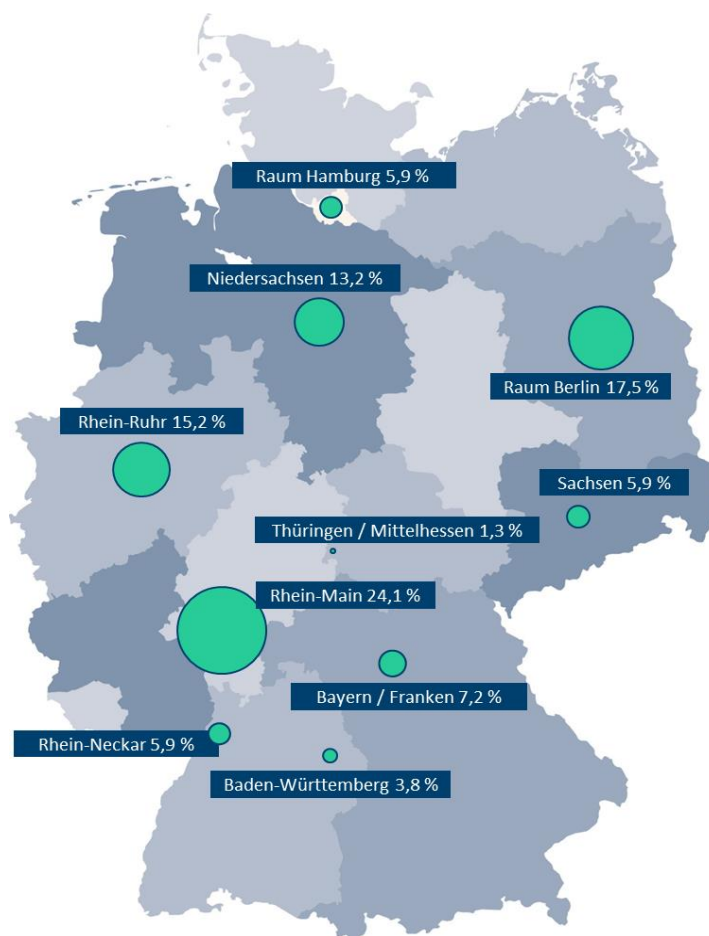 Raum Hamburg 5,9 %
Niedersachsen 13,2 %
Raum Berlin 17,5 %
Rhein-Ruhr 15,2 %
Sachsen 5,9 %
Thüringen / Mittelhessen 1,3 %
Rhein-Main 24,1 %
Bayern / Franken 7,2 %
Rhein-Neckar 5,9 %
Baden-Württemberg 3,8 %